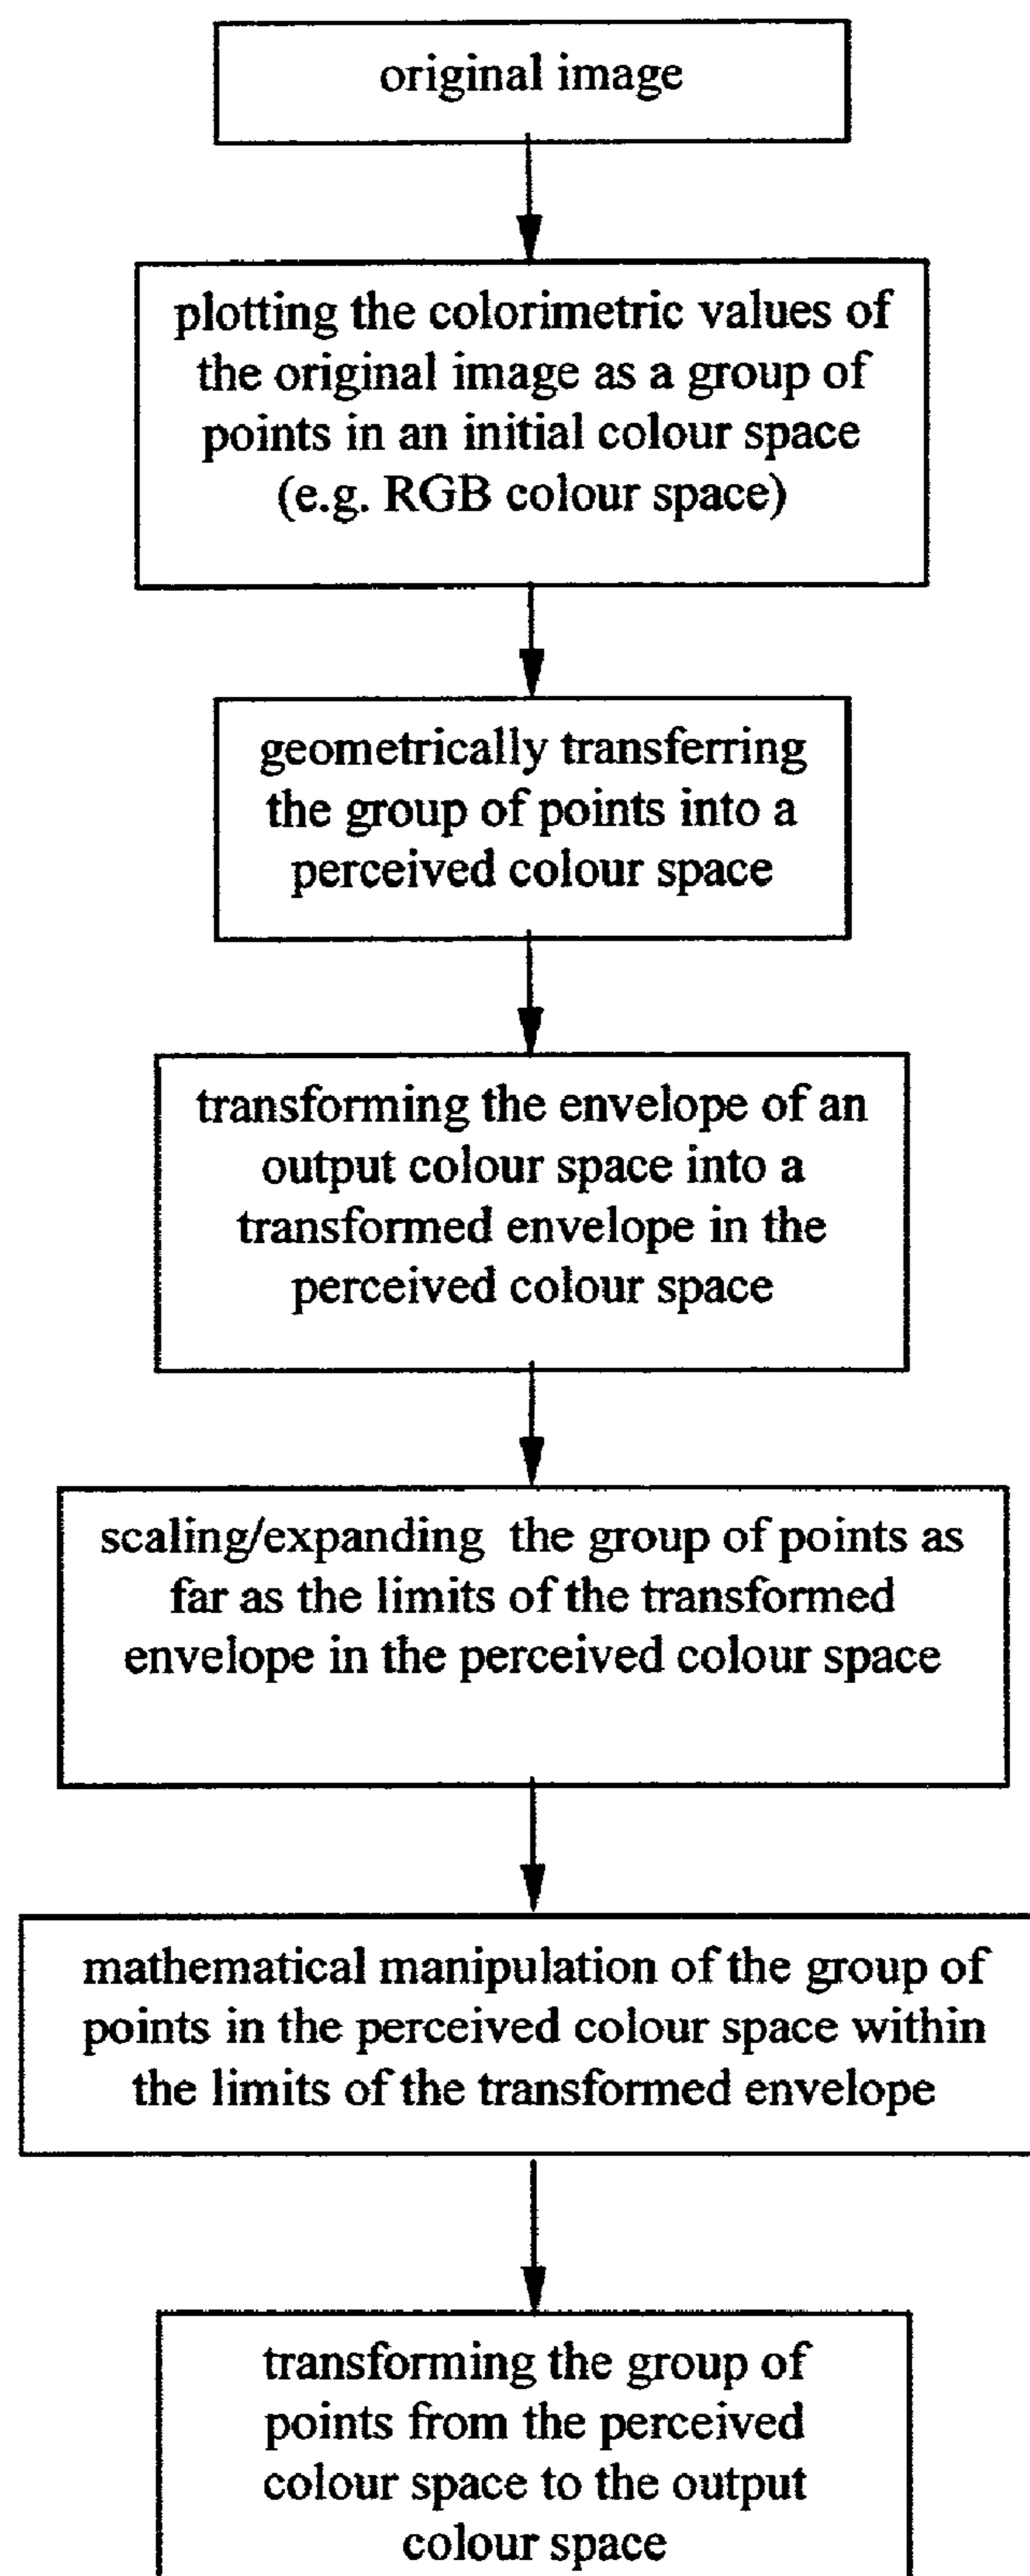 original image
plotting the colorimetric values of
the original image as a group of
points in an initial colour space
(e.g. RGB colour space)
geometrically transferring
the group of points into a
perceived colour space
transforming the envelope of an
output colour space into a
transformed envelope in the
perceived colour space
scaling/expanding the group of points as
far as the limits of the transformed
envelope in the perceived colour space
mathematical manipulation of the group of
points in the perceived colour space within
the limits of the transformed envelope
transforming the group of
points from the perceived
colour space to the output
colour space